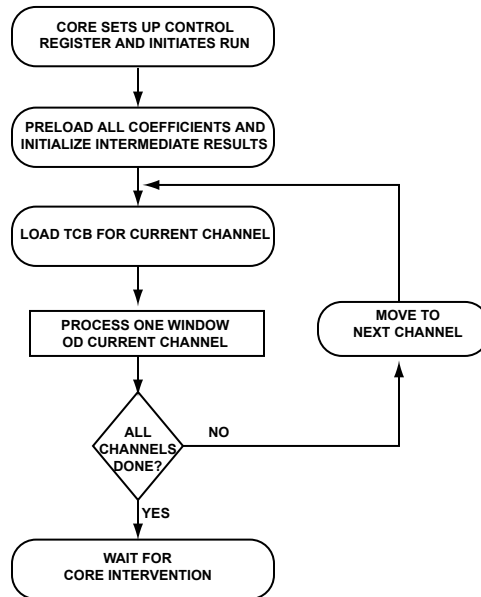 CORE SETS UP CONTROL
REGISTER AND INITIATES RUN
PRELOAD ALL COEFFICIENTS AND
INITIALIZE INTERMEDIATE RESULTS
LOAD TCB FOR CURRENT CHANNEL
PROCESS ONE WINDOW
OD CURRENT CHANNEL
MOVE TO
NEXT CHANNEL
ALL
CHANNELS
DONE?
NO
YES
WAIT FOR
CORE INTERVENTION